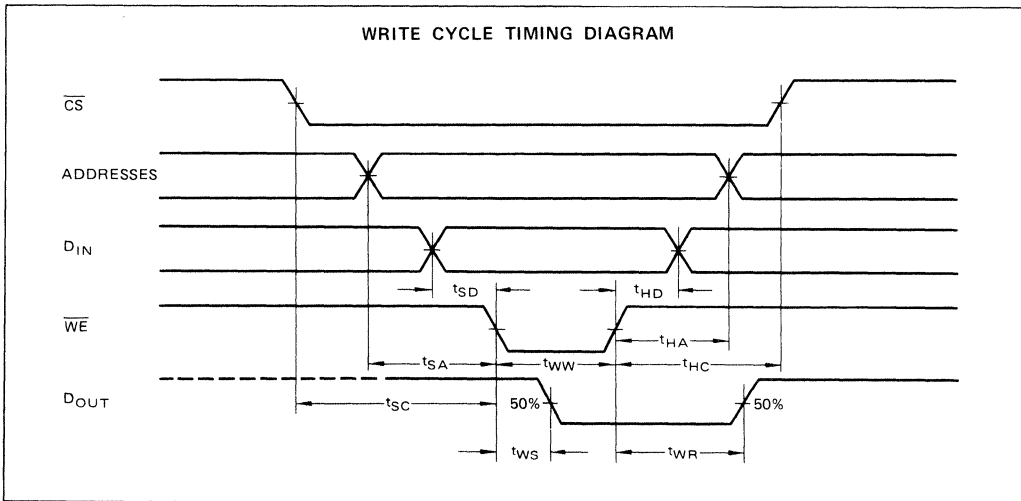 WRITE CYCLE TIMING DIAGRAM
CS
ADDRESSES
DIN
tSD
tHD
WE
tHA
tSA
tWW
tHC
DOUT
tSC
50%
50%
tWS
tWR